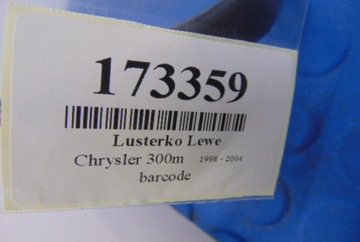 173359
Lusterko Lewe
Chrysler 300m 1998 - 2004
barcode